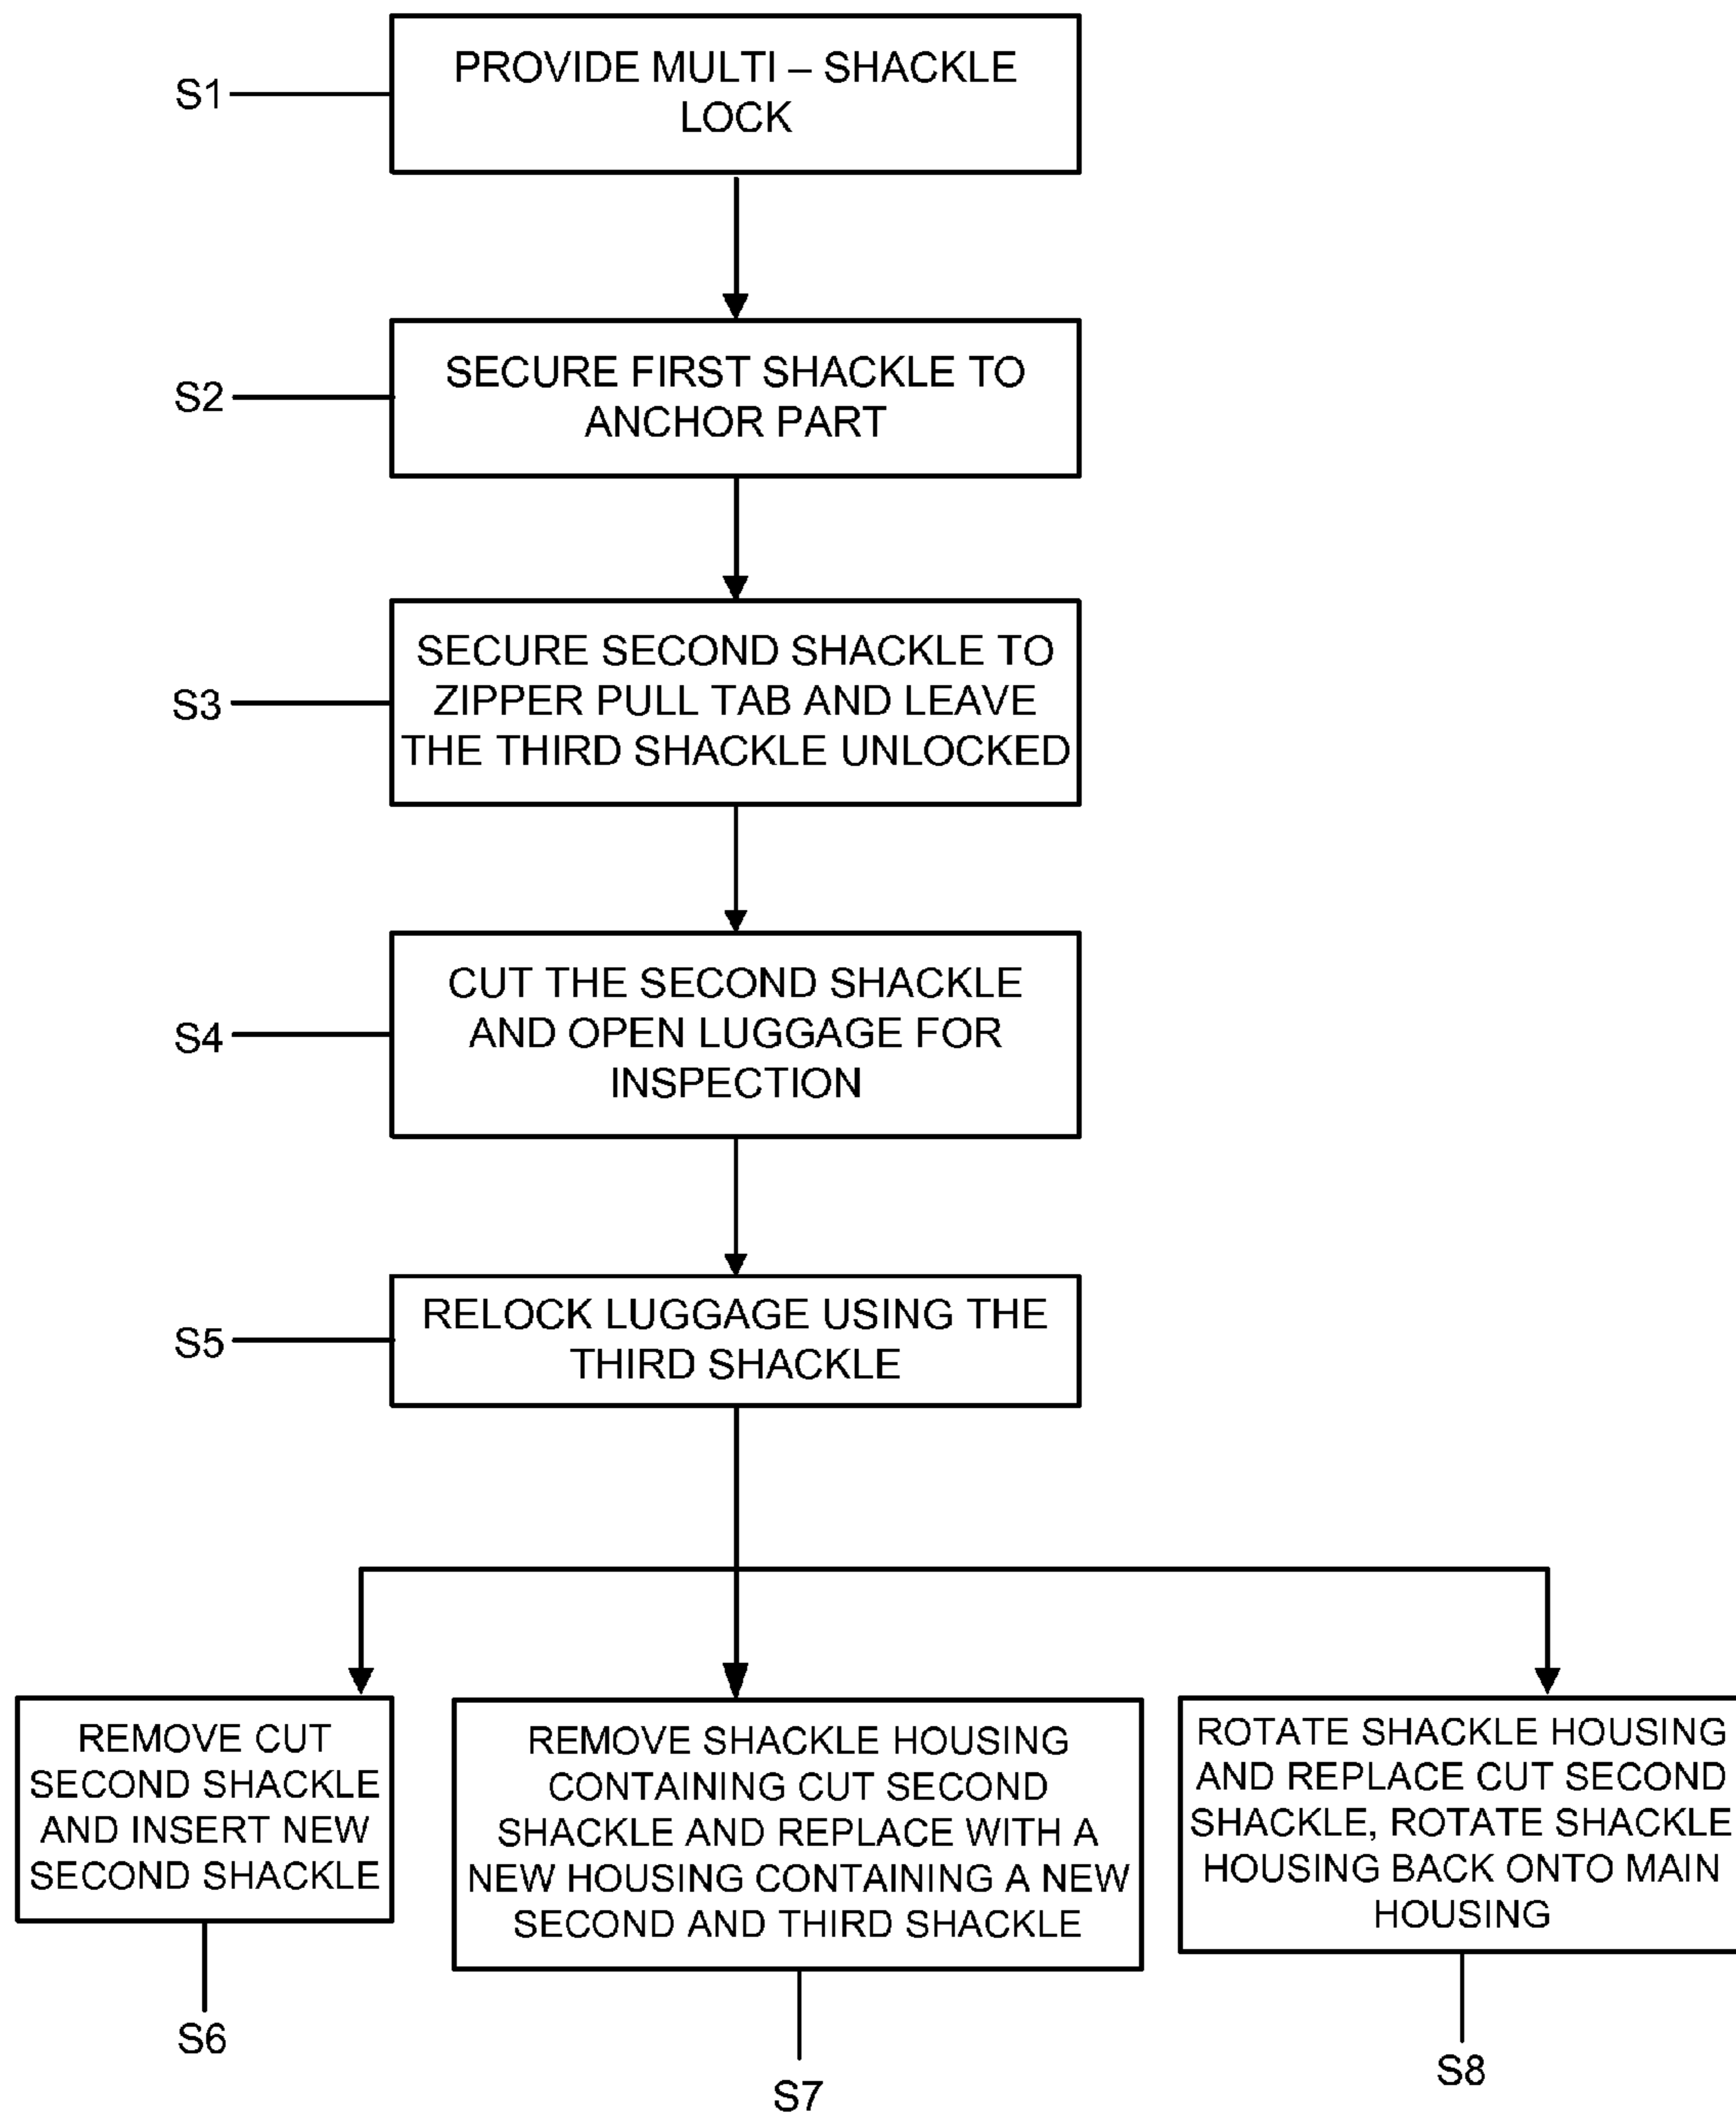 PROVIDE MULTI – SHACKLE
LOCK
S1
SECURE FIRST SHACKLE TO
ANCHOR PART
S2
SECURE SECOND SHACKLE TO
ZIPPER PULL TAB AND LEAVE
THE THIRD SHACKLE UNLOCKED
S3
CUT THE SECOND SHACKLE
AND OPEN LUGGAGE FOR
INSPECTION
S4
RELOCK LUGGAGE USING THE
THIRD SHACKLE
S5
REMOVE CUT
SECOND SHACKLE
AND INSERT NEW
SECOND SHACKLE
S6
REMOVE SHACKLE HOUSING
CONTAINING CUT SECOND
SHACKLE AND REPLACE WITH A
NEW HOUSING CONTAINING A NEW
SECOND AND THIRD SHACKLE
S7
ROTATE SHACKLE HOUSING
AND REPLACE CUT SECOND
SHACKLE, ROTATE SHACKLE
HOUSING BACK ONTO MAIN
HOUSING
S8